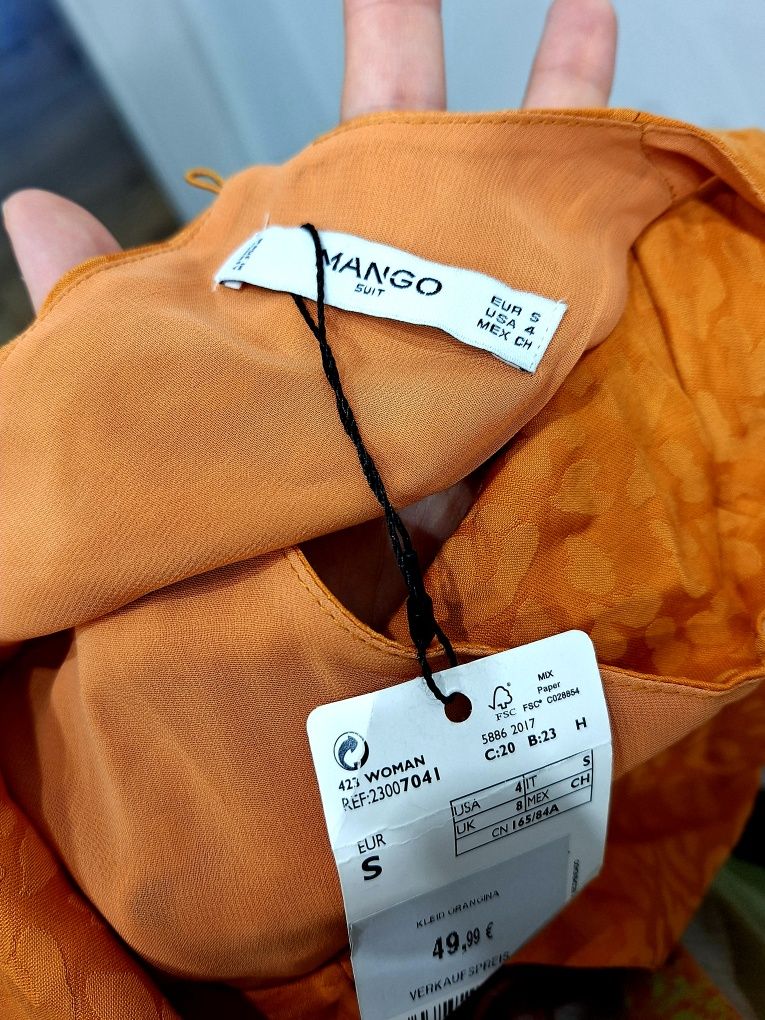 MANGO
SUIT
EUR S
USA 4
MEX CH
MIX
Paper
FSC
FSC® C028854
5886 2017
C:20 B:23 H
423 WOMAN
REF:23007041
USA 4 IT S
UK 8 MEX CH
CN 165/84A
EUR
S
KLEID ORANGINA
49,99 €
VERKAUFSPREIS